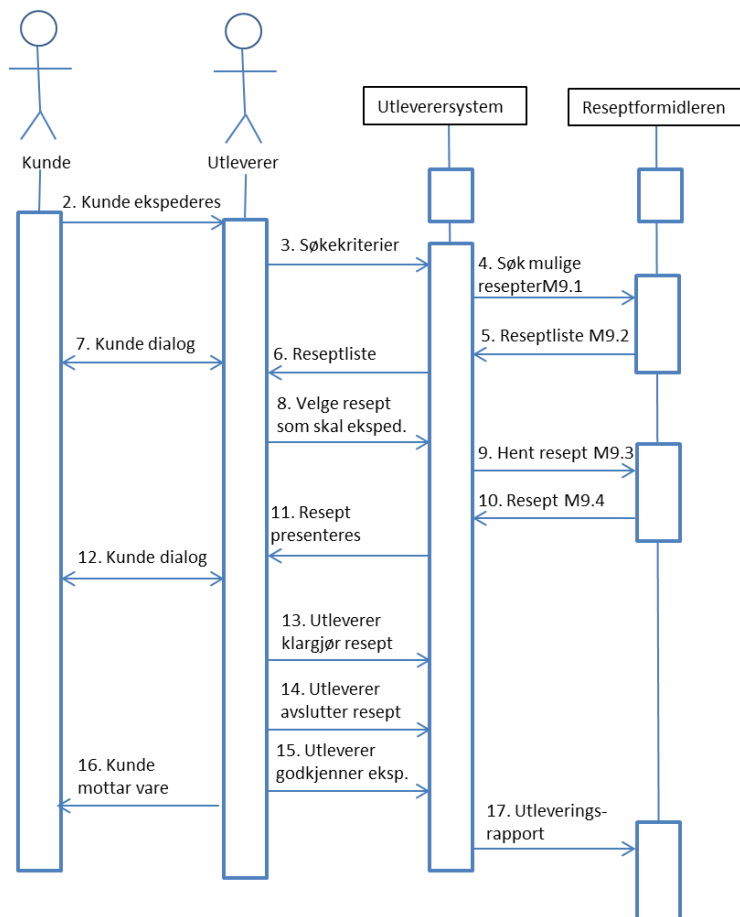 Kunde
Utleverer
Utleverersystem
Reseptformidleren
2. Kunde ekspederes
3. Søkekriterier
4. Søk mulige
resepterM9.1
5. Reseptliste M9.2
6. Reseptliste
7. Kunde dialog
8. Velge resept
som skal eksped.
9. Hent resept M9.3
10. Resept M9.4
11. Resept
presenteres
12. Kunde dialog
13. Utleverer
klargjør resept
14. Utleverer
avslutter resept
15. Utleverer
godkjenner eksp.
16. Kunde
mottar vare
17. Utleverings-
rapport